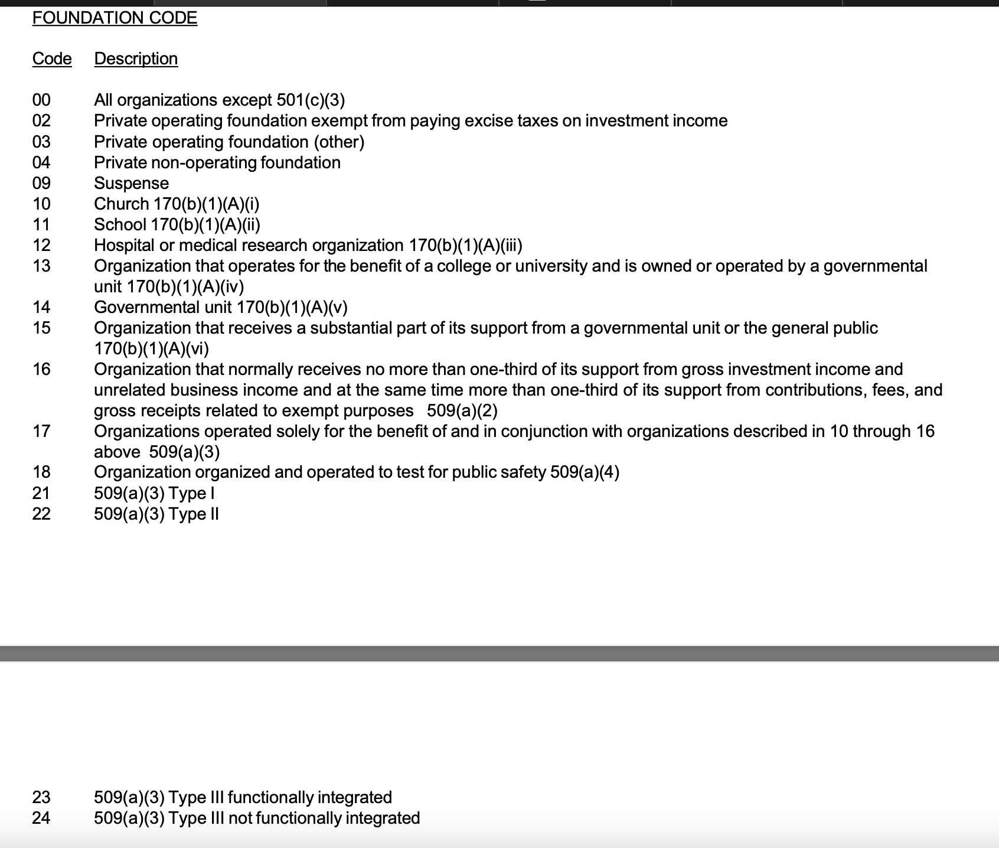 FOUNDATION CODE
Code Description
00 All organizations except 501(c)(3)
02 Private operating foundation exempt from paying excise taxes on investment income
03 Private operating foundation (other)
04 Private non-operating foundation
09 Suspense
10 Church 170(b)(1)(A)(i)
11 School 170(b)(1)(A)(ii)
12 Hospital or medical research organization 170(b)(1)(A)(iii)
13 Organization that operates for the benefit of a college or university and is owned or operated by a governmental
unit 170(b)(1)(A)(iv)
14 Governmental unit 170(b)(1)(A)(v)
15 Organization that receives a substantial part of its support from a governmental unit or the general public
170(b)(1)(A)(vi)
16 Organization that normally receives no more than one-third of its support from gross investment income and
unrelated business income and at the same time more than one-third of its support from contributions, fees, and
gross receipts related to exempt purposes 509(a)(2)
17 Organizations operated solely for the benefit of and in conjunction with organizations described in 10 through 16
above 509(a)(3)
18 Organization organized and operated to test for public safety 509(a)(4)
21 509(a)(3) Type I
22 509(a)(3) Type II
23 509(a)(3) Type III functionally integrated
24 509(a)(3) Type III not functionally integrated